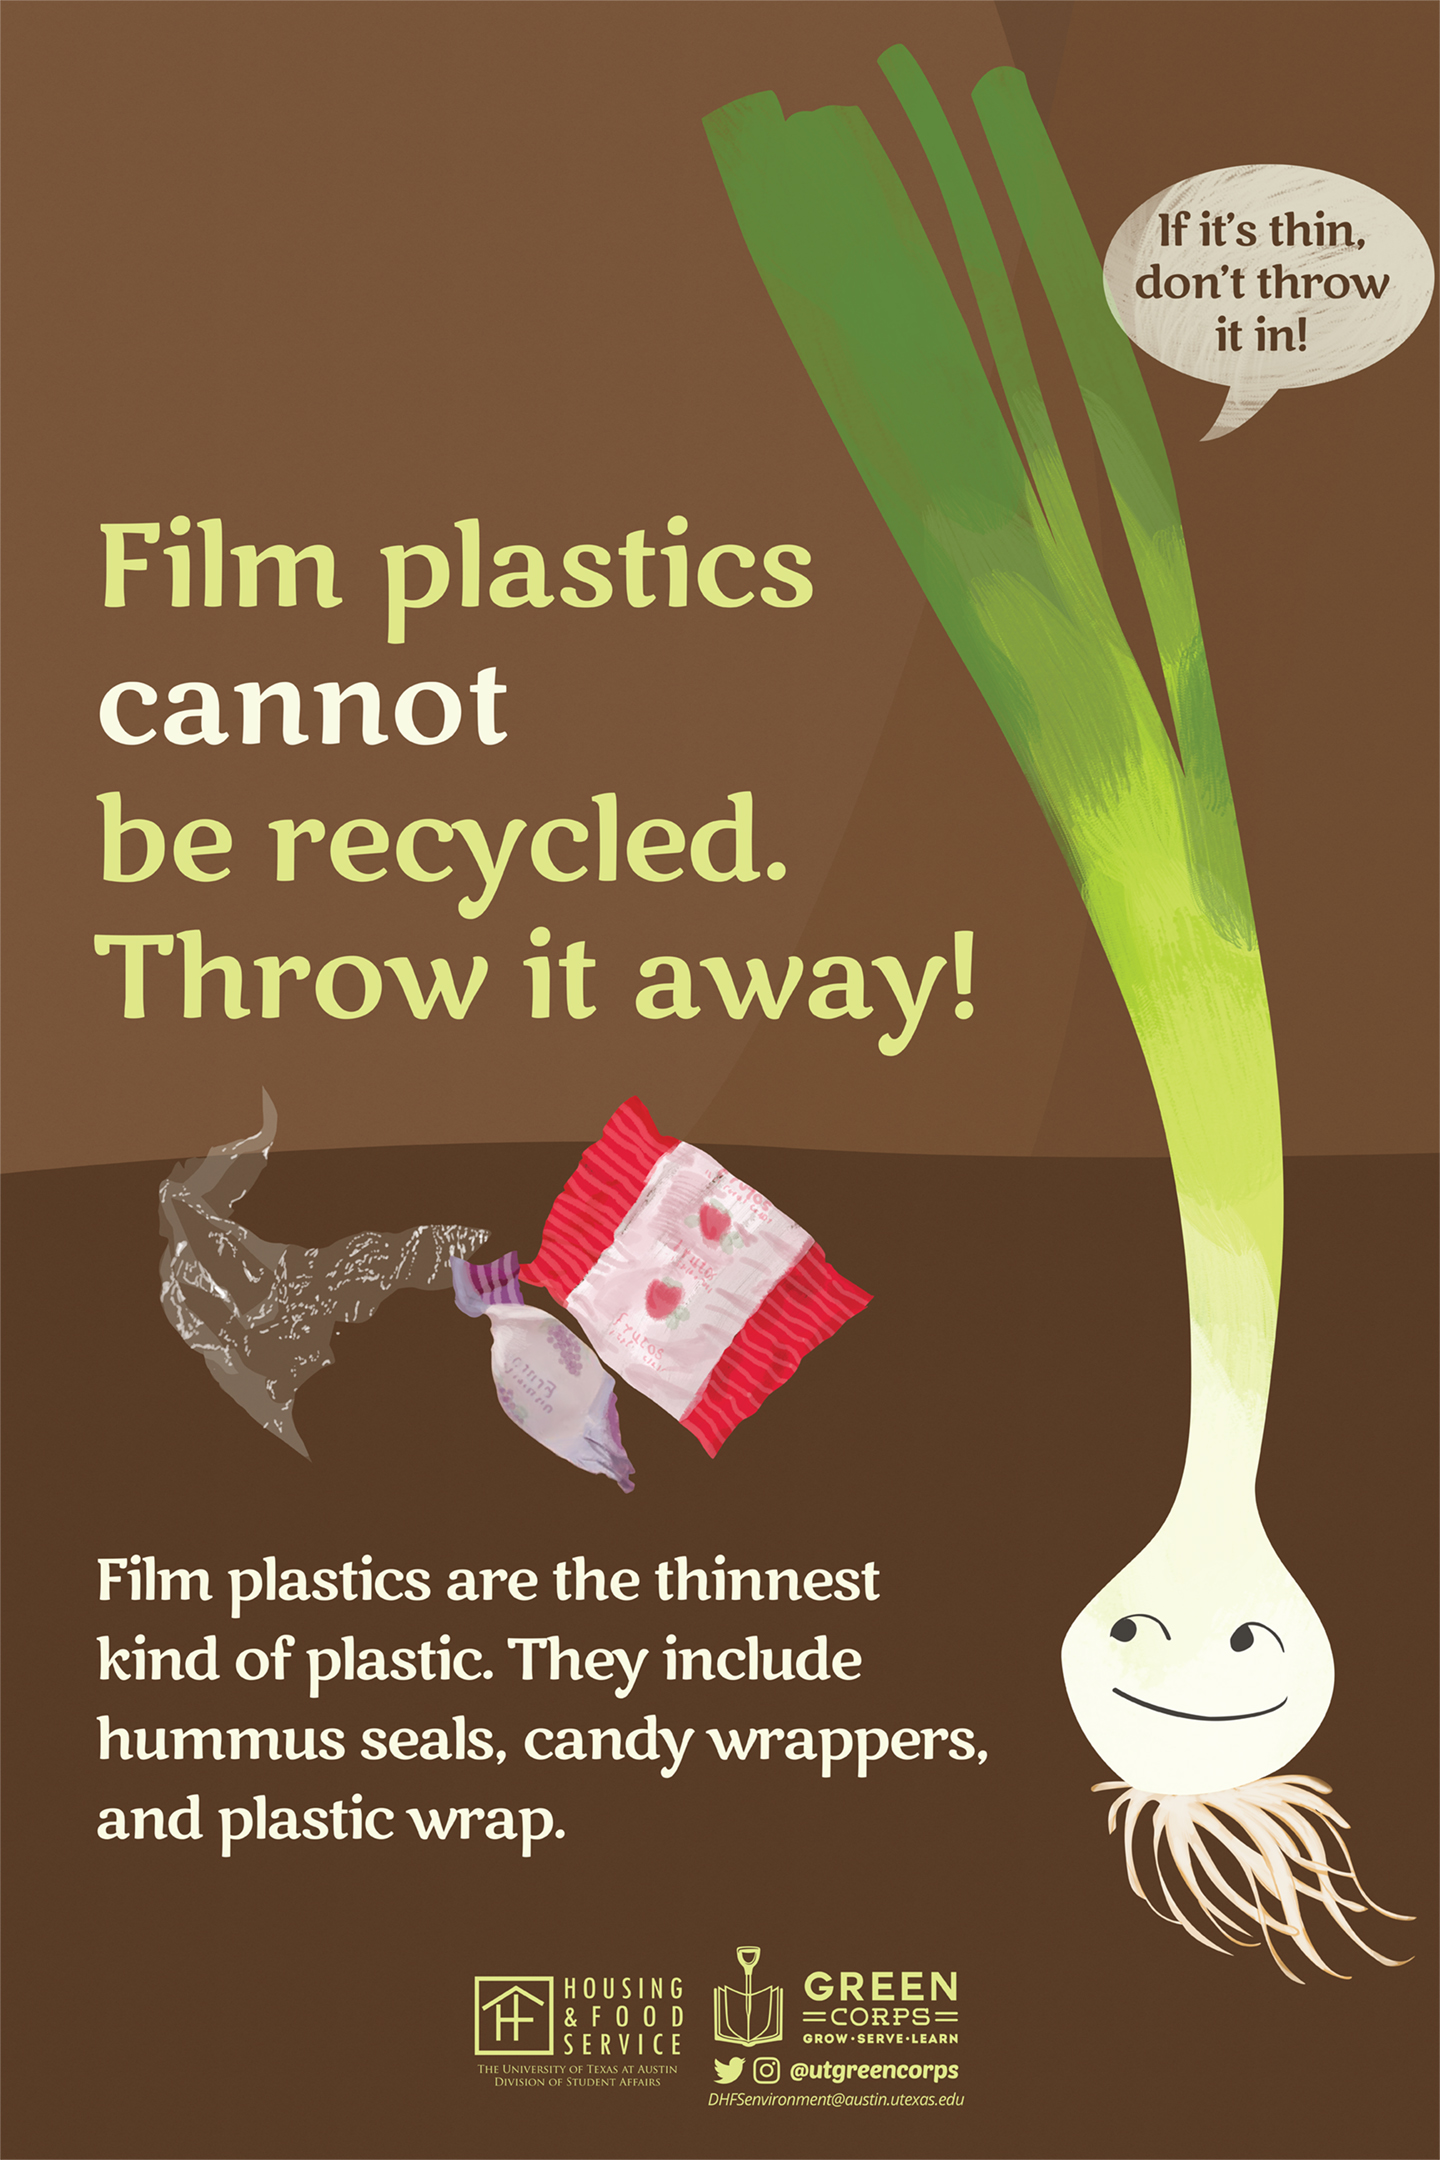 If it's thin,
don't throw
it in!
Film plastics
cannot
be recycled.
Throw it away!
frutos
Film plastics are the thinnest
kind of plastic. They include
hummus seals, candy wrappers,
and plastic wrap.
HOUSING
& FOOD
SERVICE
THE UNIVERSITY OF TEXAS AT AUSTIN
DIVISION OF STUDENT AFFAIRS
GREEN
CORPS
GROW·SERVE·LEARN
@utgreencorps
DHFSenvironment@austin.utexas.edu